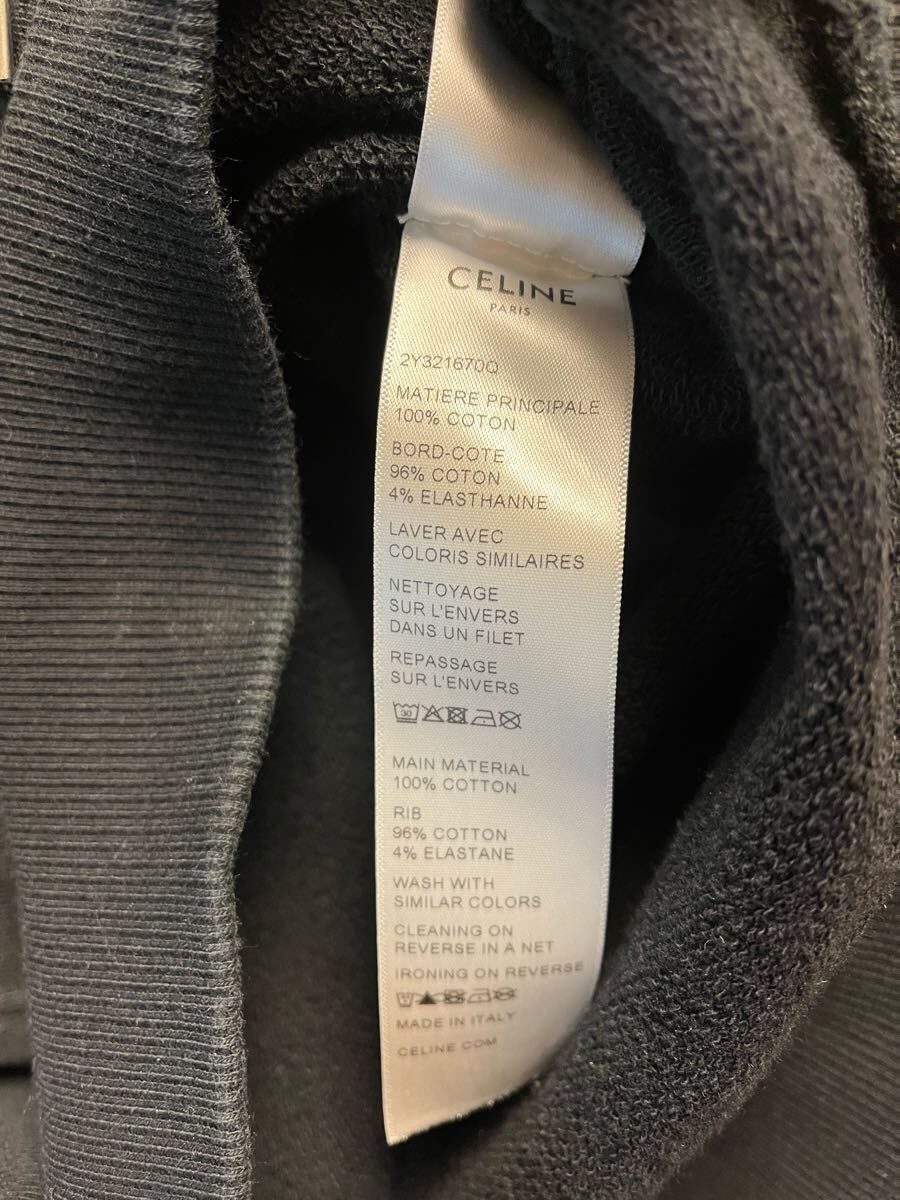 CELINE
PARIS
2Y321670Q
MATIERE PRINCIPALE
100% COTON
BORD-COTE
96% COTON
4% ELASTHANNE
LAVER AVEC
COLORIS SIMILAIRES
NETTOYAGE
SUR L'ENVERS
DANS UN FILET
REPASSAGE
SUR L'ENVERS
30
MAIN MATERIAL
100% COTTON
RIB
96% COTTON
4% ELASTANE
WASH WITH
SIMILAR COLORS
CLEANING ON
REVERSE IN A NET
IRONING ON REVERSE
MADE IN ITALY
CELINE.COM